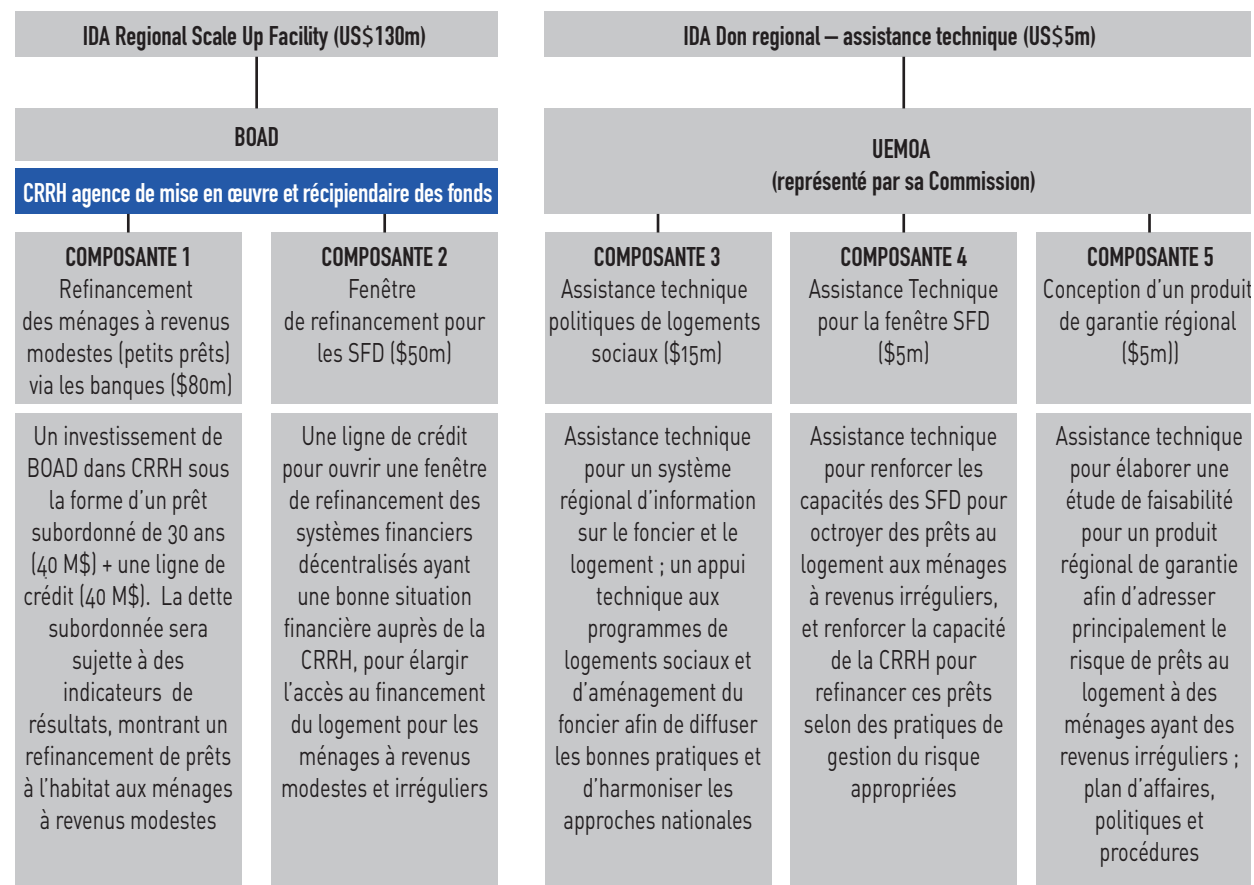 IDA Regional Scale Up Facility (US$130m)
BOAD
CRRH agence de mise en œuvre et récipiendaire des fonds
COMPOSANTE 1
Refinancement
des ménages à revenus
modestes (petits prêts)
via les banques ($80m)
Un investissement de
BOAD dans CRRH sous
la forme d’un prêt
subordonné de 30 ans
(40 M$) + une ligne de
crédit (40 M$). La dette
subordonnée sera
sujette à des
indicateurs de
résultats, montrant un
refinancement de prêts
à l’habitat aux ménages
à revenus modestes
COMPOSANTE 2
Fenêtre
de refinancement pour
les SFD ($50m)
Une ligne de crédit
pour ouvrir une fenêtre
de refinancement des
systèmes financiers
décentralisés ayant
une bonne situation
financière auprès de la
CRRH, pour élargir
l’accès au financement
du logement pour les
ménages à revenus
modestes et irréguliers
IDA Don regional – assistance technique (US$5m)
UEMOA
(représenté par sa Commission)
COMPOSANTE 3
Assistance technique
politiques de logements
sociaux ($15m)
Assistance technique
pour un système
régional d’information
sur le foncier et le
logement ; un appui
technique aux
programmes de
logements sociaux et
d’aménagement du
foncier afin de diffuser
les bonnes pratiques et
d’harmoniser les
approches nationales
COMPOSANTE 4
Assistance Technique
pour la fenêtre SFD
($5m)
Assistance technique
pour renforcer les
capacités des SFD pour
octroyer des prêts au
logement aux ménages
à revenus irréguliers,
et renforcer la capacité
de la CRRH pour
refinancer ces prêts
selon des pratiques de
gestion du risque
appropriées
COMPOSANTE 5
Conception d’un produit
de garantie régional
($5m))
Assistance technique
pour élaborer une
étude de faisabilité
pour un produit
régional de garantie
afin d’adresser
principalement le
risque de prêts au
logement à des
ménages ayant des
revenus irréguliers ;
plan d’affaires,
politiques et
procédures